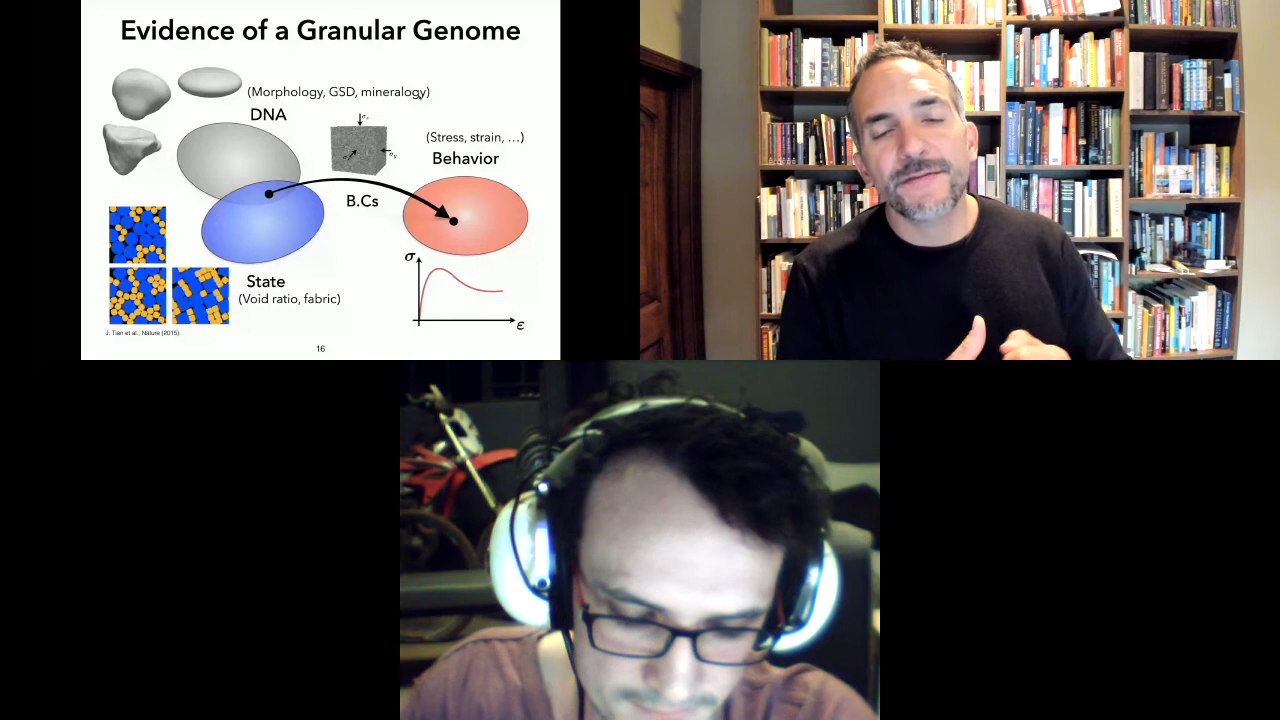 Evidence of a Granular Genome
(Morphology, GSD, mineralogy)
DNA
(Stress, strain, …)
Behavior
B.Cs
σ
ε
State
(Void ratio, fabric)
J. Tian et al., Nature (2015)
16